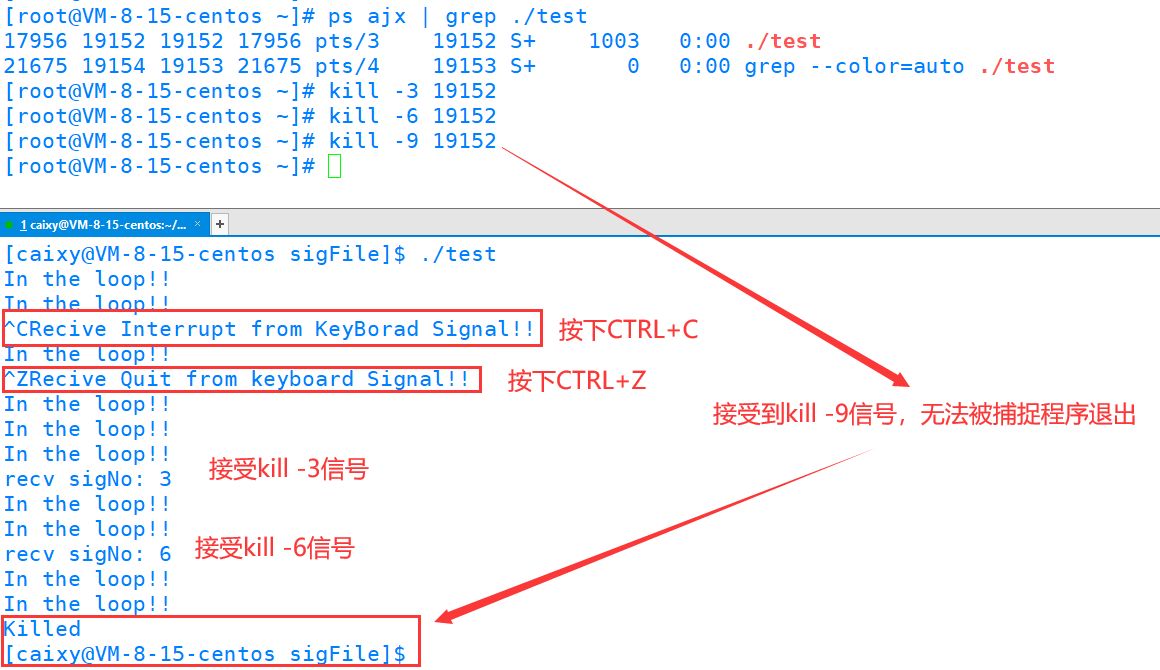 [root@VM-8-15-centos ~]# ps ajx | grep ./test
17956 19152 19152 17956 pts/3    19152 S+    1003   0:00 ./test
21675 19154 19153 21675 pts/4    19153 S+       0   0:00 grep --color=auto ./test
[root@VM-8-15-centos ~]# kill -3 19152
[root@VM-8-15-centos ~]# kill -6 19152
[root@VM-8-15-centos ~]# kill -9 19152
[root@VM-8-15-centos ~]#
1 caixy@VM-8-15-centos:~/... × +
[caixy@VM-8-15-centos sigFile]$ ./test
In the loop!!
In the loop!!
^CRecive Interrupt from KeyBorad Signal!! 按下CTRL+C
In the loop!!
^ZRecive Quit from keyboard Signal!! 按下CTRL+Z
In the loop!!
接受到kill -9信号，无法被捕捉程序退出
In the loop!!
In the loop!!
recv sigNo: 3 接受kill -3信号
In the loop!!
In the loop!!
recv sigNo: 6 接受kill -6信号
In the loop!!
In the loop!!
Killed
[caixy@VM-8-15-centos sigFile]$